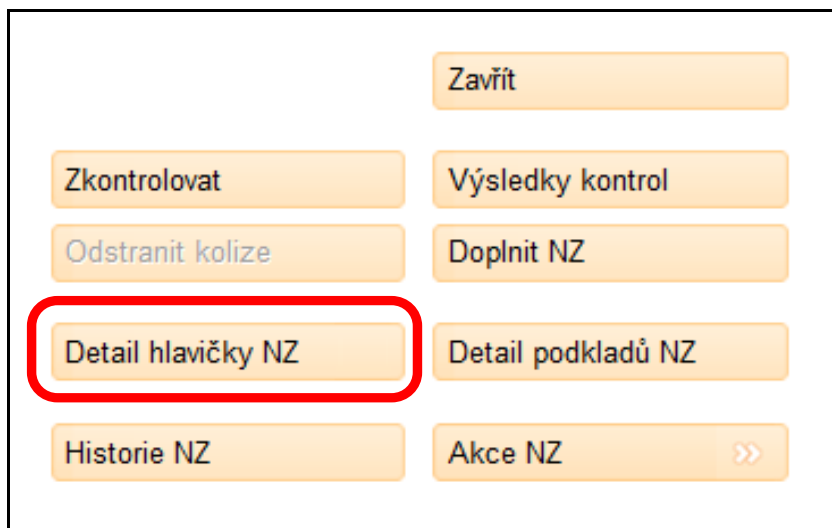 Zavřít
Zkontrolovat
Výsledky kontrol
Odstranit kolize
Doplnit NZ
Detail hlavičky NZ
Detail podkladů NZ
Historie NZ
Akce NZ